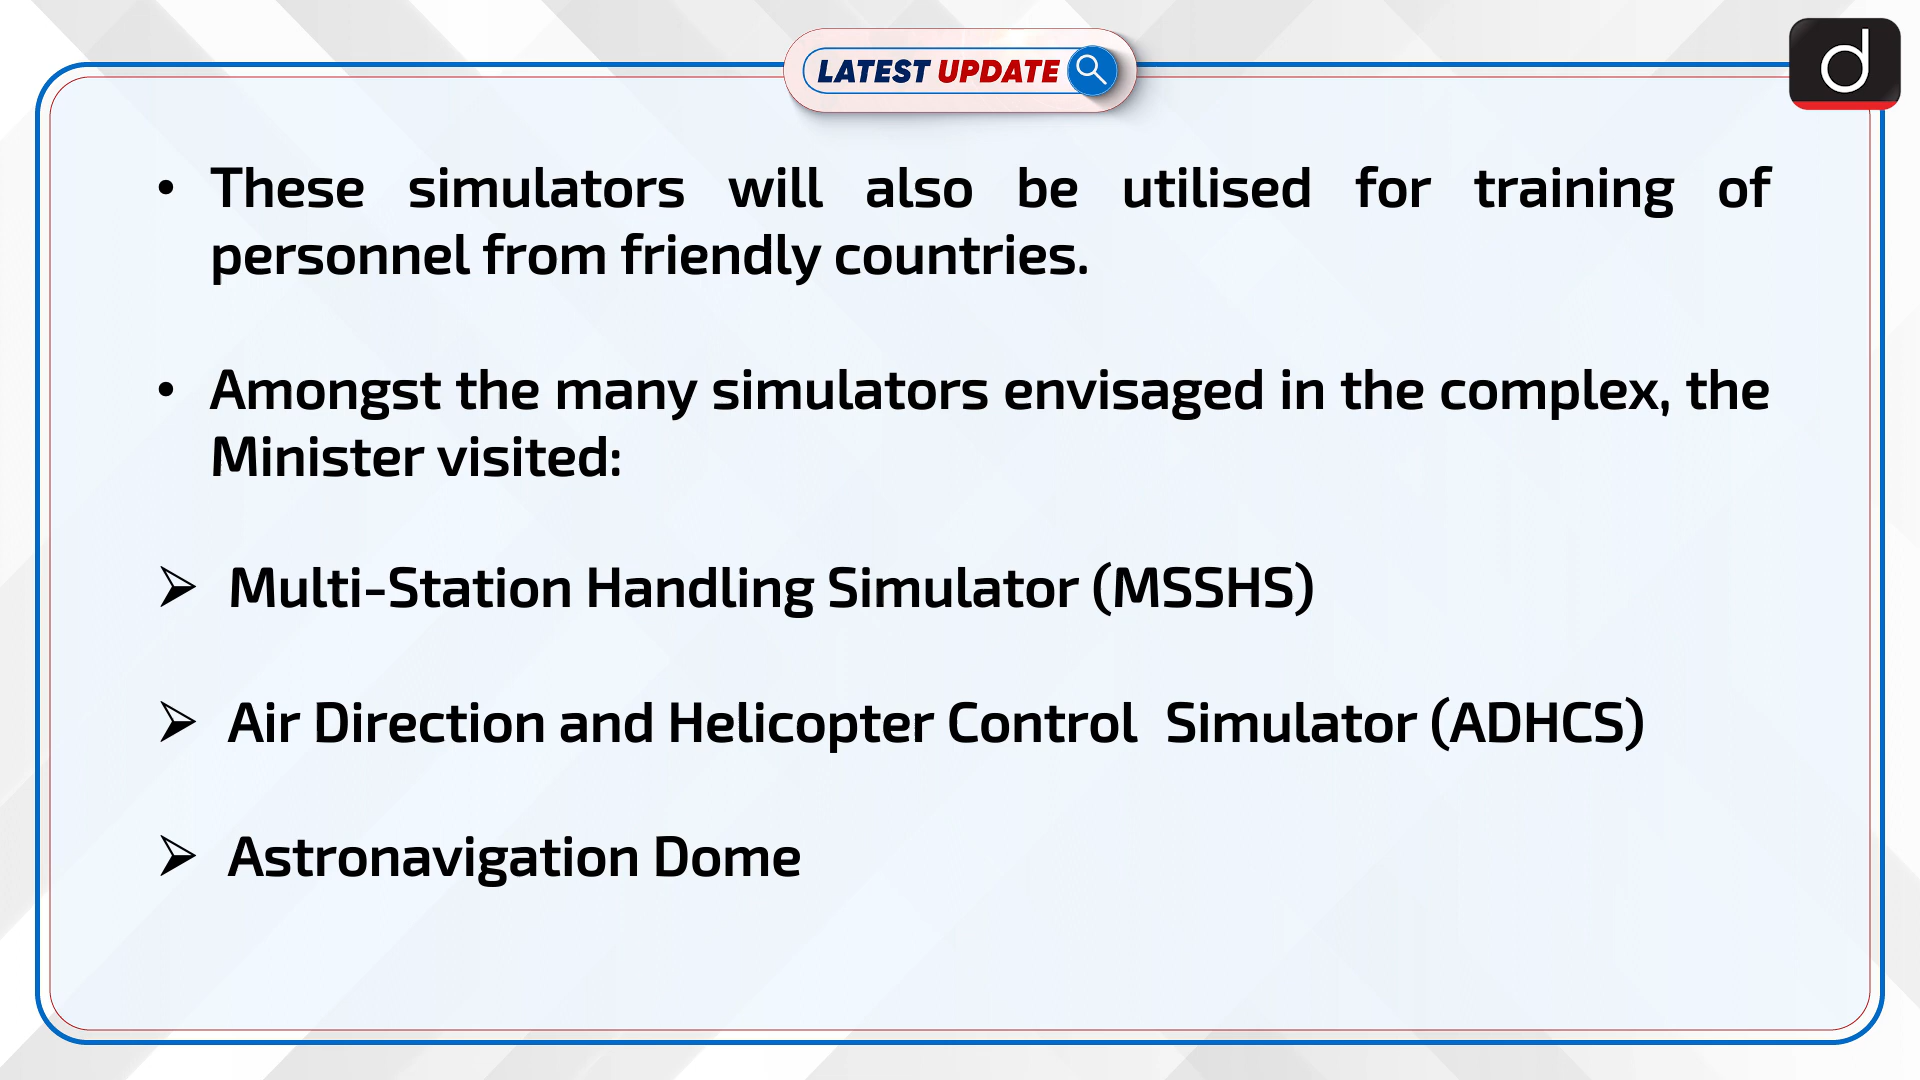 LATEST UPDATE
d
• These simulators will also be utilised for training of
personnel from friendly countries.
• Amongst the many simulators envisaged in the complex, the
Minister visited:
➢ Multi-Station Handling Simulator (MSSHS)
➢ Air Direction and Helicopter Control Simulator (ADHCS)
➢ Astronavigation Dome